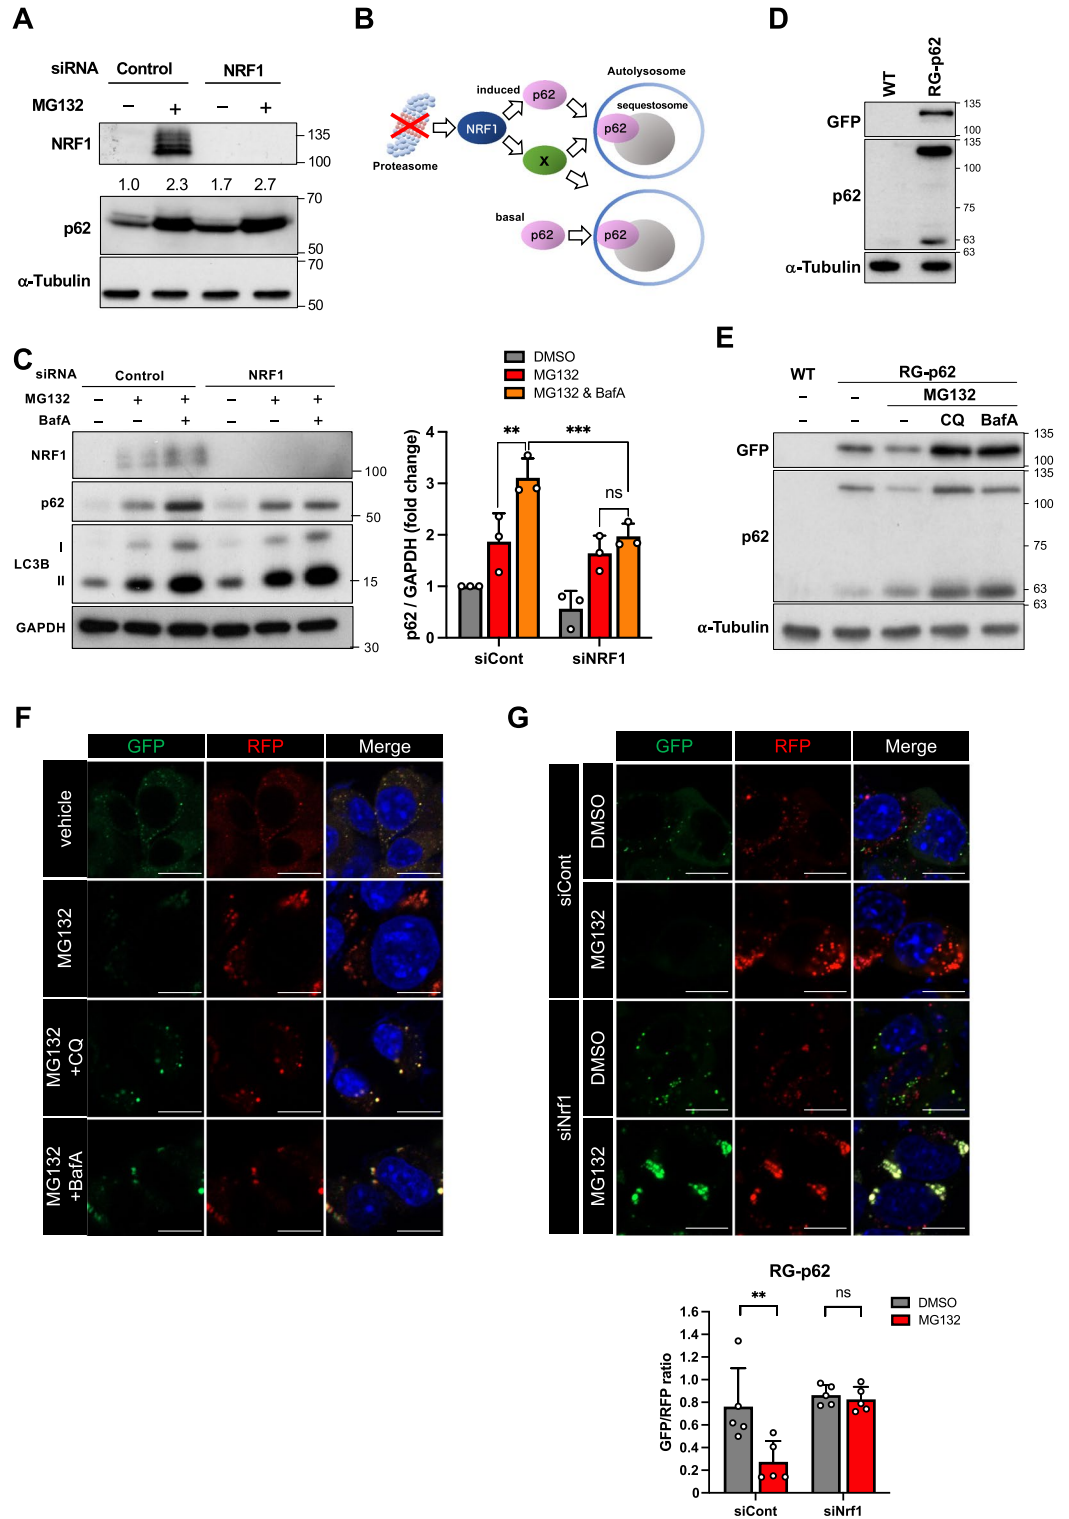 A
siRNA Control NRF1
MG132 – + – +
NRF1
135
100
1.0 2.3 1.7 2.7
p62
70
50
α-Tubulin
70
50
B
Proteasome
NRF1
induced
p62
X
Autolysosome
sequestosome
p62
basal
p62
p62
D
WT
RG-p62
GFP
135
100
p62
135
100
75
63
α-Tubulin
63
C
siRNA Control NRF1
MG132 – + + – + +
BafA – – + – – +
NRF1
100
p62
50
LC3B
I
II
15
GAPDH
30
DMSO
MG132
MG132 & BafA
p62 / GAPDH (fold change)
4
3
2
1
0
**
***
ns
siCont
siNRF1
E
WT RG-p62
MG132
– – – CQ BafA
GFP
135
100
p62
135
100
75
63
α-Tubulin
63
F
GFP RFP Merge
vehicle
MG132
MG132
+CQ
MG132
+BafA
G
GFP RFP Merge
siCont
DMSO
MG132
siNrf1
DMSO
MG132
RG-p62
DMSO
MG132
GFP/RFP ratio
1.6
1.4
1.2
1.0
0.8
0.6
0.4
0.2
0
**
ns
siCont
siNrf1